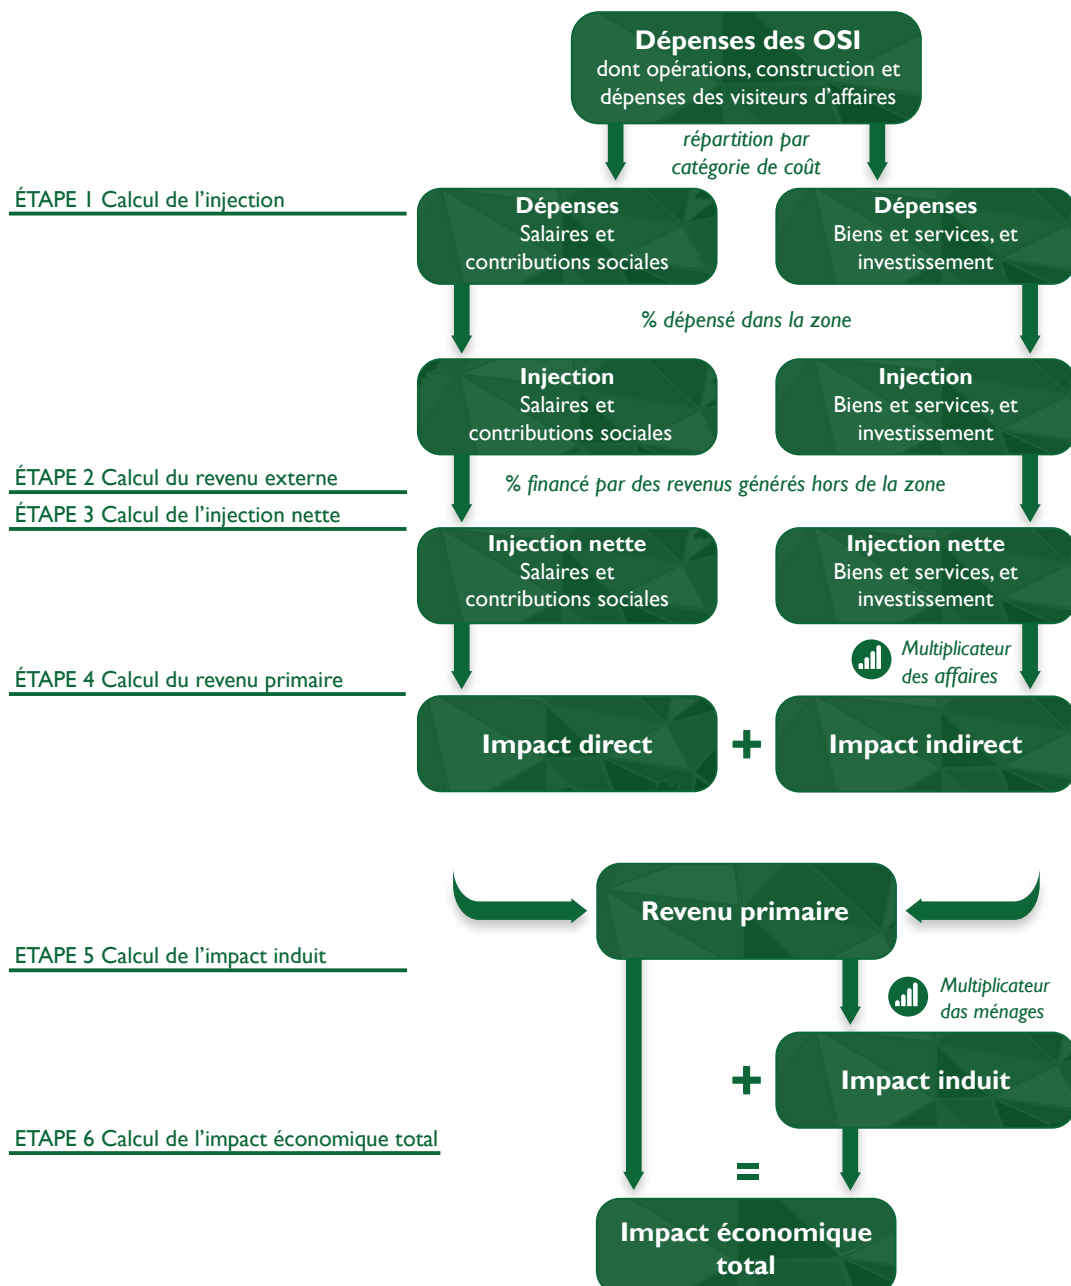 Dépenses des OSI
dont opérations, construction et
dépenses des visiteurs d’affaires
répartition par
catégorie de coût
ÉTAPE 1 Calcul de l’injection
Dépenses
Salaires et
contributions sociales
Dépenses
Biens et services, et
investissement
% dépensé dans la zone
Injection
Salaires et
contributions sociales
Injection
Biens et services, et
investissement
ÉTAPE 2 Calcul du revenu externe
% financé par des revenus générés hors de la zone
ÉTAPE 3 Calcul de l’injection nette
Injection nette
Salaires et
contributions sociales
Injection nette
Biens et services, et
investissement
Multiplicateur
des affaires
ÉTAPE 4 Calcul du revenu primaire
Impact direct
+
Impact indirect
Revenu primaire
ETAPE 5 Calcul de l’impact induit
Multiplicateur
das ménages
+
Impact induit
ETAPE 6 Calcul de l’impact économique total
=
Impact économique
total